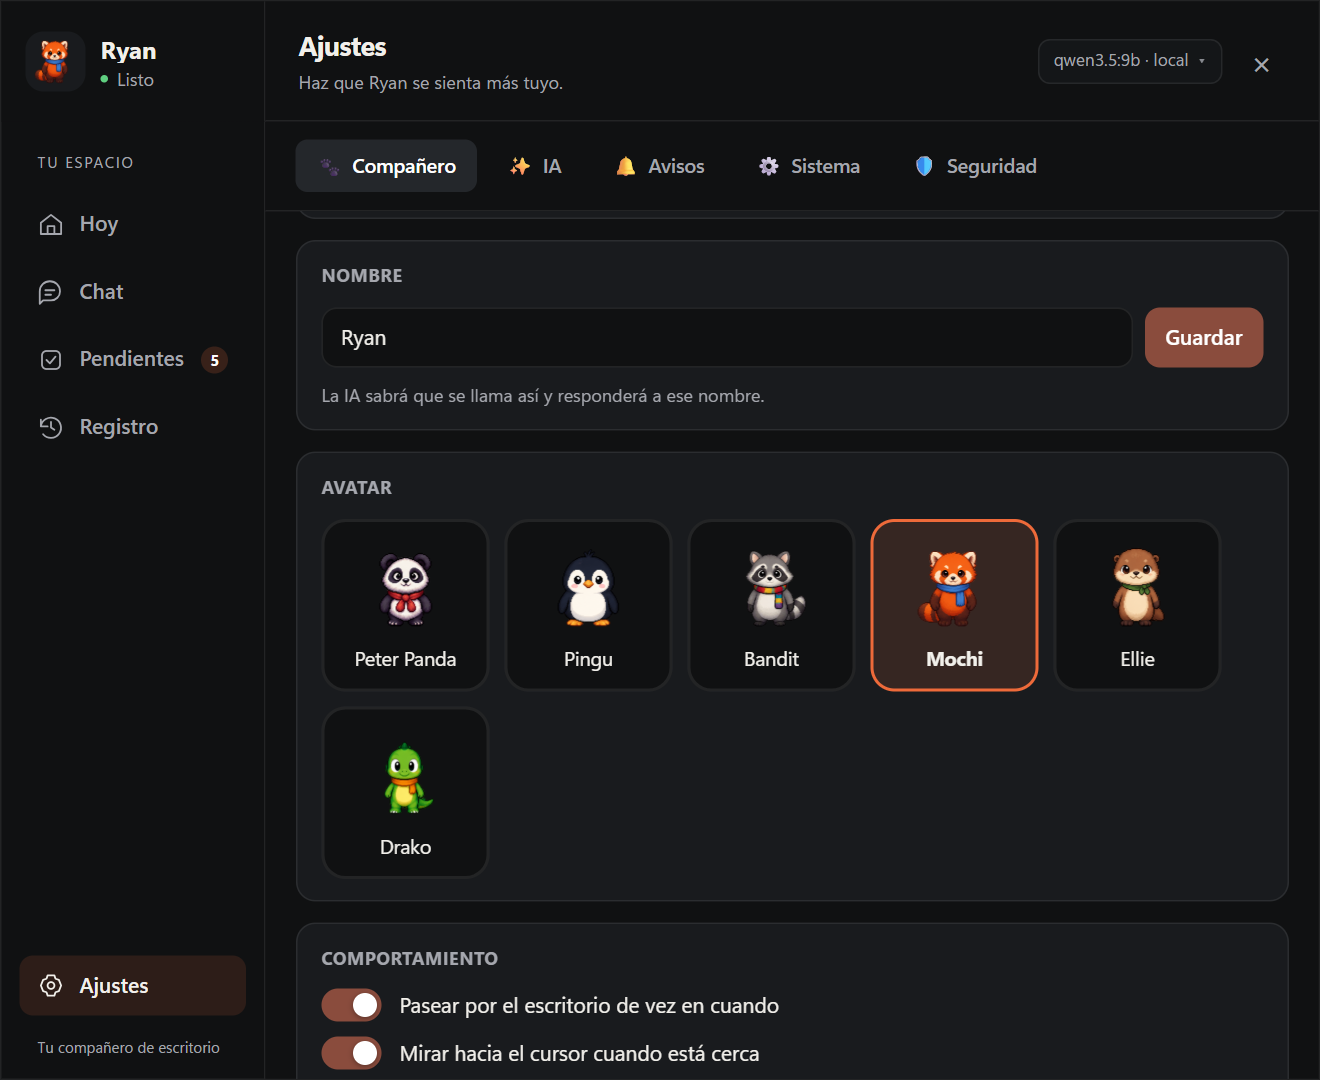 Ryan
Listo
TU ESPACIO
Hoy
Chat
Pendientes 5
Registro
Ajustes
Tu compañero de escritorio
Ajustes
Haz que Ryan se sienta más tuyo.
qwen3.5:9b · local
Compañero
IA
Avisos
Sistema
Seguridad
NOMBRE
Ryan
Guardar
La IA sabrá que se llama así y responderá a ese nombre.
AVATAR
Peter Panda
Pingu
Bandit
Mochi
Ellie
Drako
COMPORTAMIENTO
Pasear por el escritorio de vez en cuando
Mirar hacia el cursor cuando está cerca